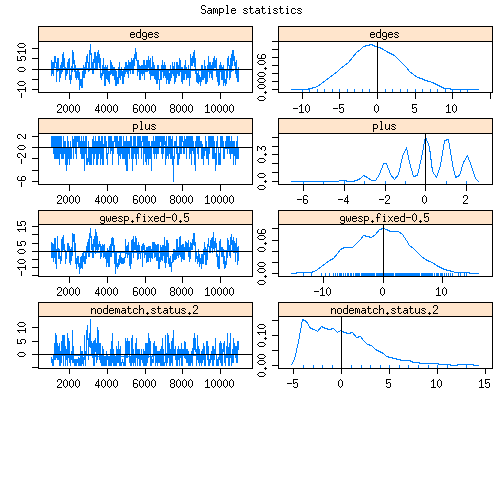 Sample statistics
edges edges
-10 0 5 10
0.00 0.06
2000 4000 6000 8000 10000 -10 -5 0 5 10
plus plus
-6 -2 0 2
0.0 0.3
2000 4000 6000 8000 10000 -6 -4 -2 0 2
gwesp.fixed-0.5 gwesp.fixed-0.5
-10 0 5 15
0.00 0.06
2000 4000 6000 8000 10000 -10 0 10
nodematch.status.2 nodematch.status.2
0 5 10
0.00 0.10
2000 4000 6000 8000 10000 -5 0 5 10 15